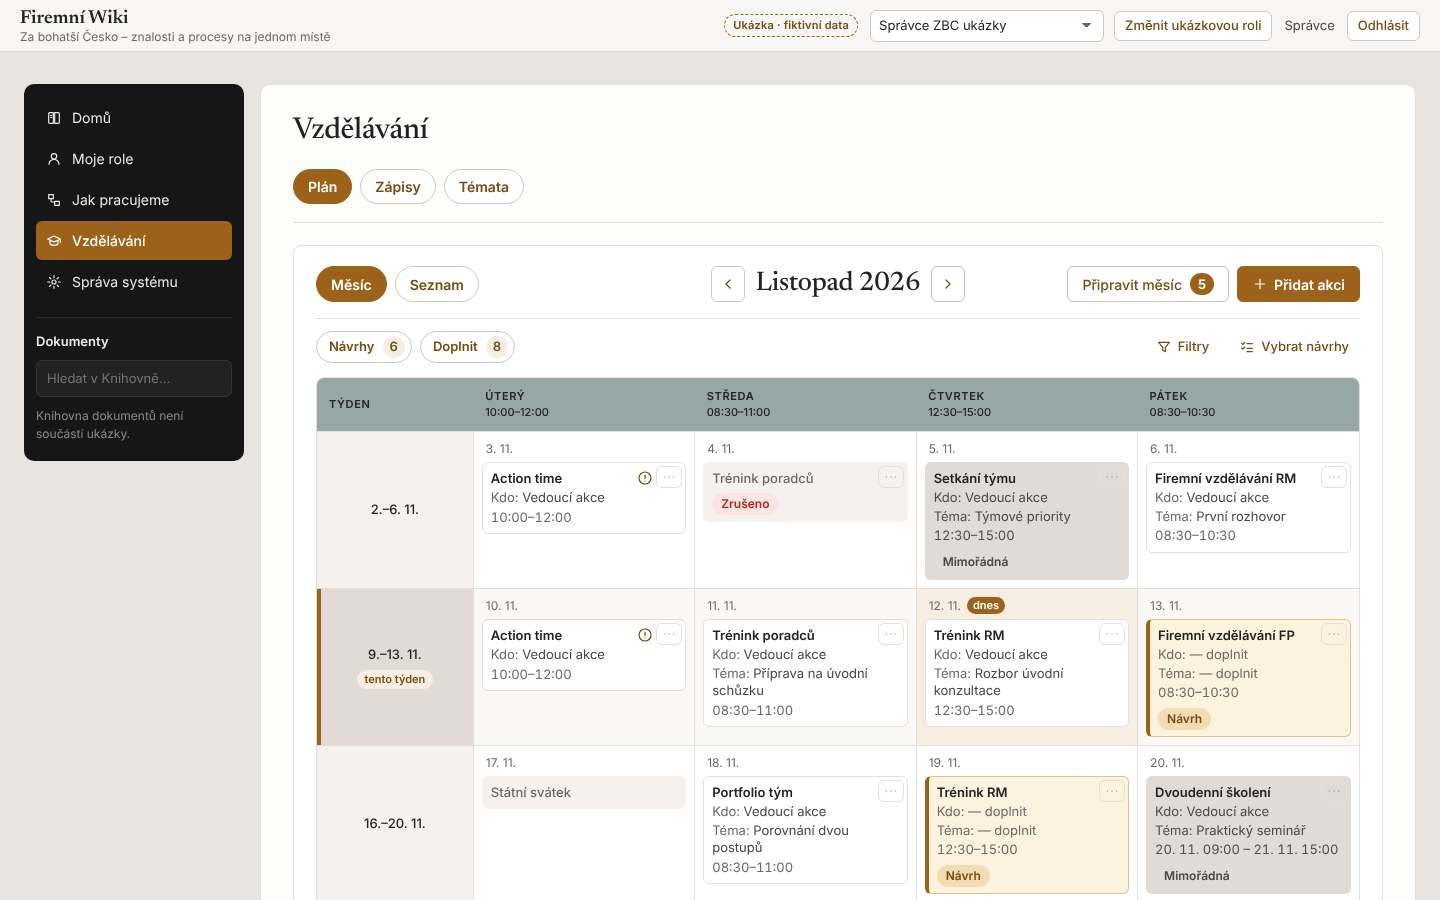 Firemní Wiki
Za bohatší Česko – znalosti a procesy na jednom místě
Ukázka · fiktivní data
Správce ZBC ukázky
Změnit ukázkovou roli
Správce
Odhlásit
Domů
Moje role
Jak pracujeme
Vzdělávání
Správa systému
Dokumenty
Hledat v Knihovně...
Knihovna dokumentů není
součástí ukázky.
Vzdělávání
Plán
Zápisy
Témata
Měsíc
Seznam
Listopad 2026
Připravit měsíc 5
+ Přidat akci
Návrhy 6
Doplnit 8
Filtry
Vybrat návrhy
TÝDEN
ÚTERÝ
10:00–12:00
STŘEDA
08:30–11:00
ČTVRTEK
12:30–15:00
PÁTEK
08:30–10:30
2.–6. 11.
3. 11.
Action time
Kdo: Vedoucí akce
10:00–12:00
4. 11.
Trénink poradců
Zrušeno
5. 11.
Setkání týmu
Kdo: Vedoucí akce
Téma: Týmové priority
12:30–15:00
Mimořádná
6. 11.
Firemní vzdělávání RM
Kdo: Vedoucí akce
Téma: První rozhovor
08:30–10:30
9.–13. 11.
tento týden
10. 11.
Action time
Kdo: Vedoucí akce
10:00–12:00
11. 11.
Trénink poradců
Kdo: Vedoucí akce
Téma: Příprava na úvodní
schůzku
08:30–11:00
12. 11. dnes
Trénink RM
Kdo: Vedoucí akce
Téma: Rozbor úvodní
konzultace
12:30–15:00
13. 11.
Firemní vzdělávání FP
Kdo: — doplnit
Téma: — doplnit
08:30–10:30
Návrh
16.–20. 11.
17. 11.
Státní svátek
18. 11.
Portfolio tým
Kdo: Vedoucí akce
Téma: Porovnání dvou
postupů
08:30–11:00
19. 11.
Trénink RM
Kdo: — doplnit
Téma: — doplnit
12:30–15:00
Návrh
20. 11.
Dvoudenní školení
Kdo: Vedoucí akce
Téma: Praktický seminář
20. 11. 09:00 – 21. 11. 15:00
Mimořádná